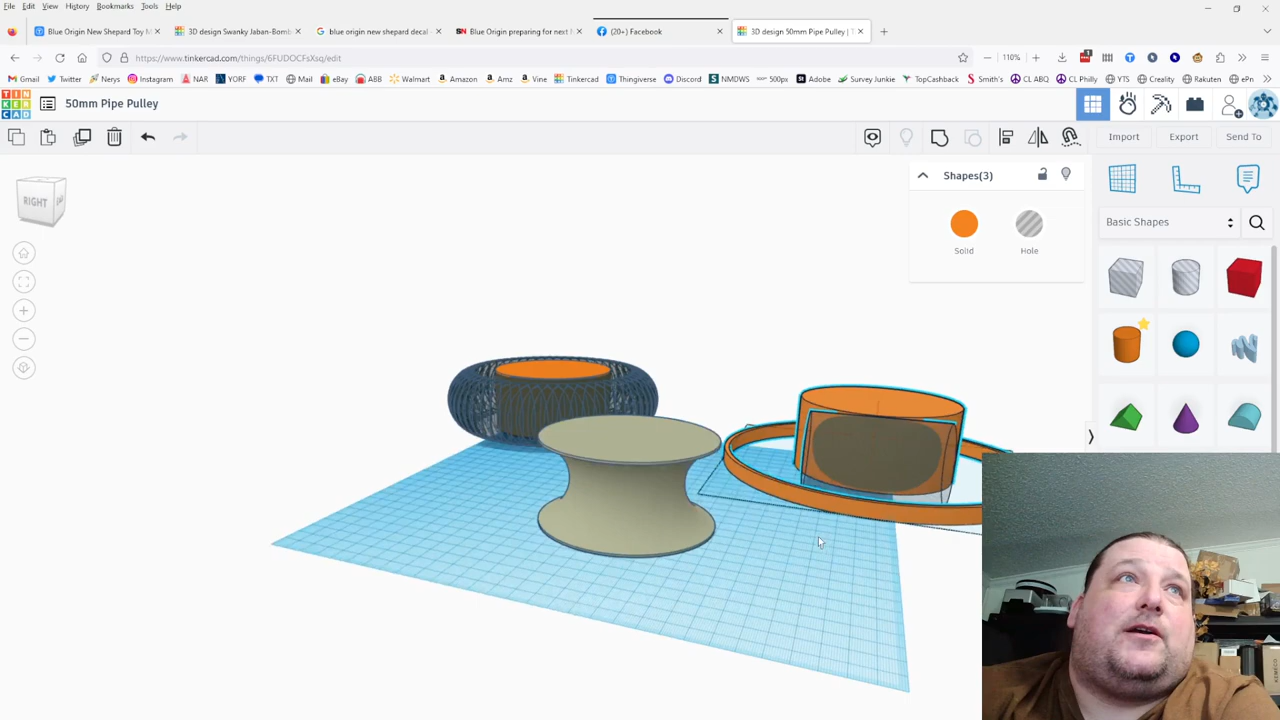 File Edit View History Bookmarks Tools Help
Blue Origin New Shepard Toy M
3D design Swanky Jaban-Bomb
blue origin new shepard decal
Blue Origin preparing for next
(20+) Facebook
3D design 50mm Pipe Pulley | T
https://www.tinkercad.com/things/6FUDOCFsXsq/edit
110%
Gmail Twitter Nerys Instagram NAR YORF TXT Mail eBay ABB Walmart Amazon Amz Vine Tinkercad Thingiverse Discord NMDWS 500px Adobe Survey Junkie TopCashback Smith's CL ABQ CL Philly YTS Creality Rakuten ePn
TIN
KER
CAD
50mm Pipe Pulley
Import Export Send To
RIGHT
Shapes(3)
Solid Hole
Basic Shapes